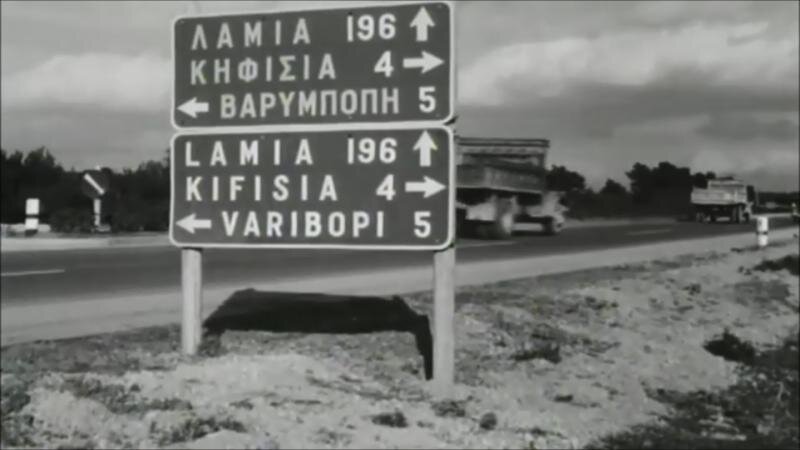 ΛΑΜΙΑ 196 ↑
ΚΗΦΙΣΙΑ 4 →
← ΒΑΡΥΜΠΟΠΗ 5
LAMIA 196 ↑
KIFISIA 4 →
← VARIBOPI 5